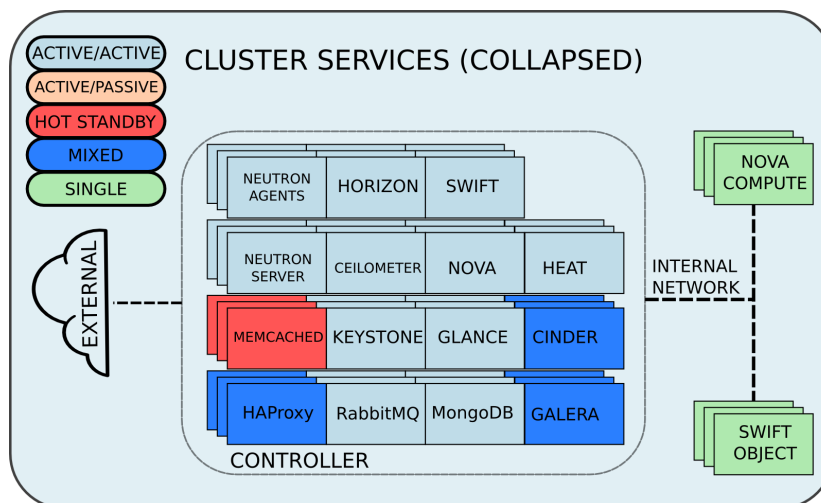 CLUSTER SERVICES (COLLAPSED)
ACTIVE/ACTIVE
ACTIVE/PASSIVE
HOT STANDBY
MIXED
SINGLE
EXTERNAL
NEUTRON
AGENTS
HORIZON
SWIFT
NEUTRON
SERVER
CEILOMETER
NOVA
HEAT
MEMCACHED
KEYSTONE
GLANCE
CINDER
HAProxy
RabbitMQ
MongoDB
GALERA
CONTROLLER
INTERNAL
NETWORK
NOVA
COMPUTE
SWIFT
OBJECT